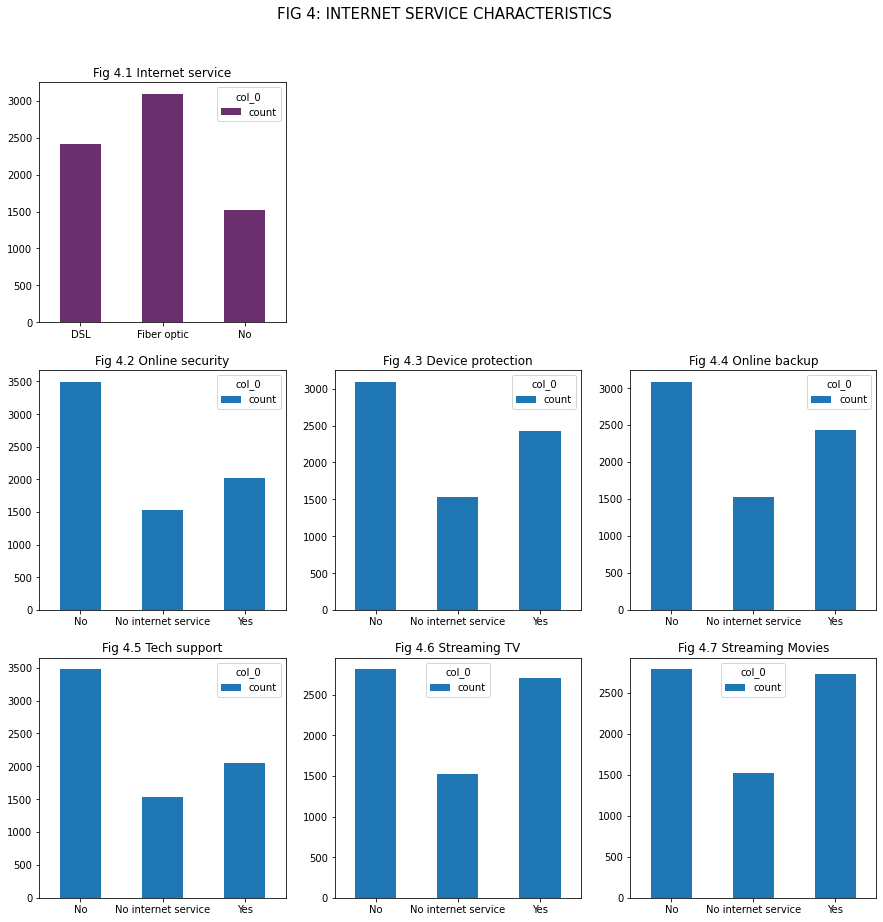 FIG 4: INTERNET SERVICE CHARACTERISTICS
Fig 4.1 Internet service
col_0
count
3000
2500
2000
1500
1000
500
0
DSL Fiber optic No
Fig 4.2 Online security
col_0
count
3500
3000
2500
2000
1500
1000
500
0
No No internet service Yes
Fig 4.3 Device protection
col_0
count
3000
2500
2000
1500
1000
500
0
No No internet service Yes
Fig 4.4 Online backup
col_0
count
3000
2500
2000
1500
1000
500
0
No No internet service Yes
Fig 4.5 Tech support
col_0
count
3500
3000
2500
2000
1500
1000
500
0
No No internet service Yes
Fig 4.6 Streaming TV
col_0
count
2500
2000
1500
1000
500
0
No No internet service Yes
Fig 4.7 Streaming Movies
col_0
count
2500
2000
1500
1000
500
0
No No internet service Yes